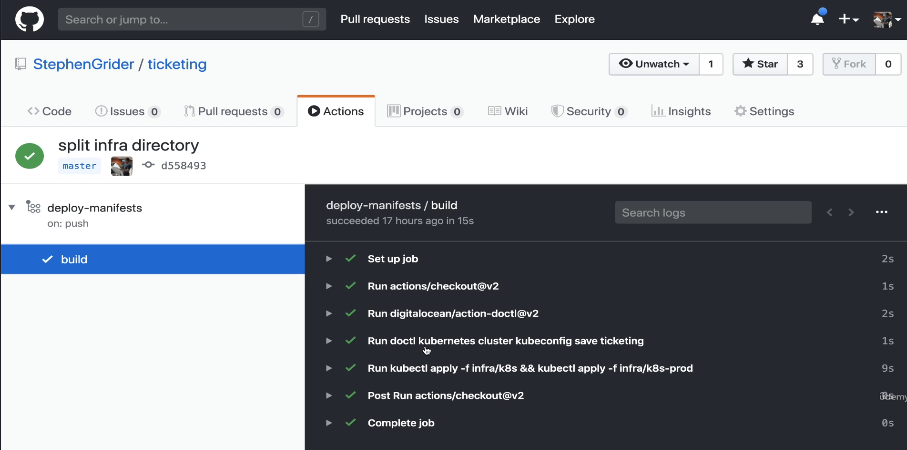 Search or jump to... /
Pull requests Issues Marketplace Explore
StephenGrider / ticketing
Unwatch 1 Star 3 Fork 0
Code Issues 0 Pull requests 0 Actions Projects 0 Wiki Security 0 Insights Settings
split infra directory
master d558493
deploy-manifests
on: push
build
deploy-manifests / build
succeeded 17 hours ago in 15s
Search logs
Set up job 2s
Run actions/checkout@v2 1s
Run digitalocean/action-doctl@v2 2s
Run doctl kubernetes cluster kubeconfig save ticketing 1s
Run kubectl apply -f infra/k8s && kubectl apply -f infra/k8s-prod 9s
Post Run actions/checkout@v2
udemy
Complete job 0s